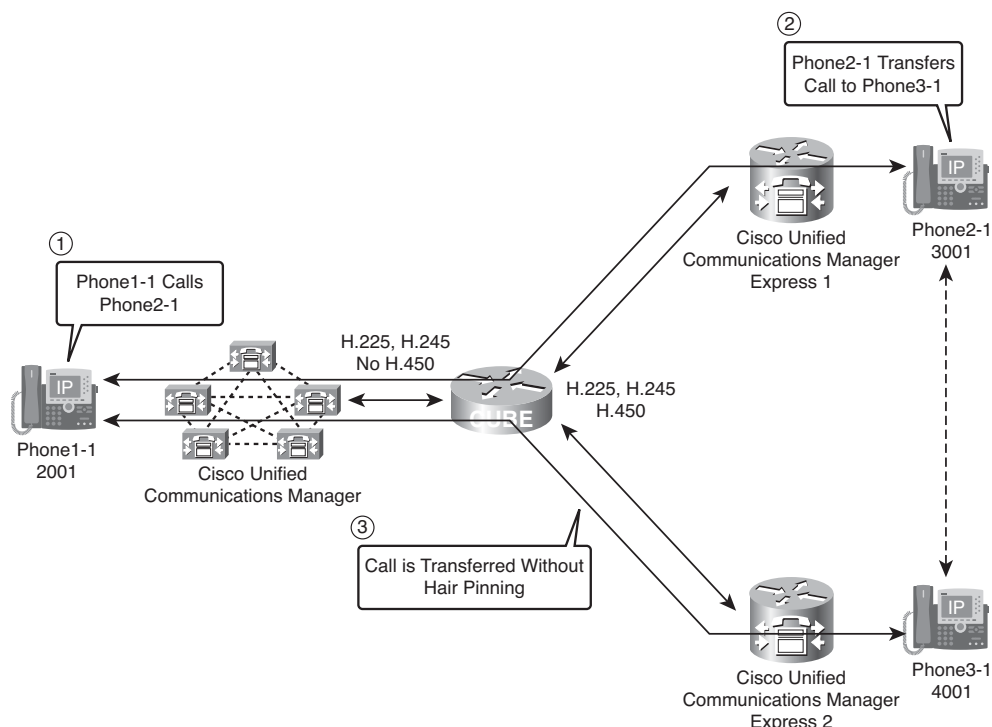 ②
Phone2-1 Transfers
Call to Phone3-1
IP
Cisco Unified
Communications Manager
Express 1
Phone2-1
3001
①
Phone1-1 Calls
Phone2-1
H.225, H.245
No H.450
IP
Phone1-1
2001
Cisco Unified
Communications Manager
CUBE
H.225, H.245
H.450
③
Call is Transferred Without
Hair Pinning
IP
Cisco Unified
Communications Manager
Express 2
Phone3-1
4001